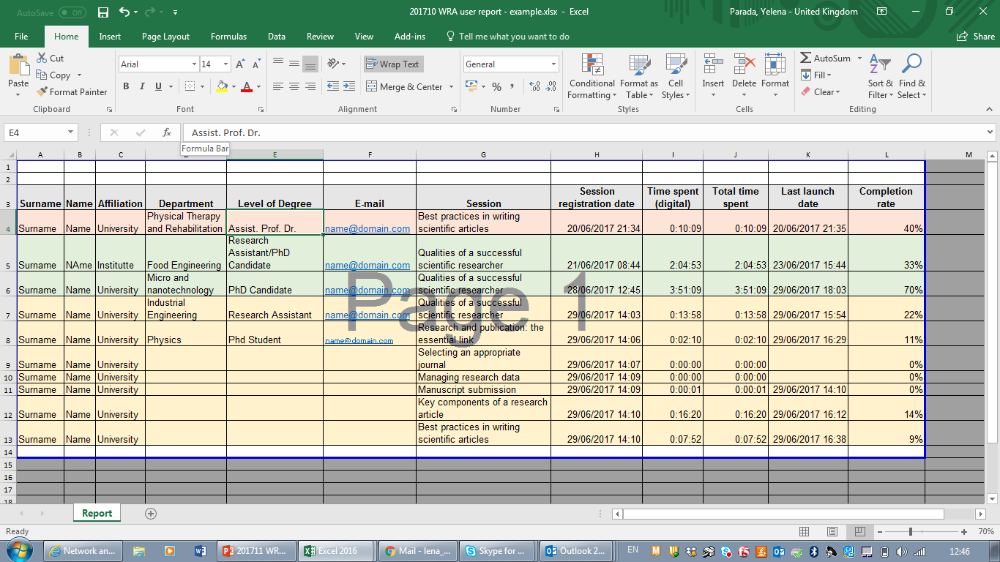 AutoSave Off
201710 WRA user report - example.xlsx - Excel
Parada, Yelena - United Kingdom
File Home Insert Page Layout Formulas Data Review View Add-ins Tell me what you want to do Share
Paste
Cut
Copy
Format Painter
Clipboard
Arial 14
B I U
Font
Wrap Text
Merge & Center
Alignment
General
Number
Conditional Formatting
Format as Table
Cell Styles
Styles
Insert Delete Format
Cells
AutoSum
Fill
Clear
Sort & Filter
Find & Select
Editing
E4 fx Assist. Prof. Dr.
Formula Bar
A B C E F G H I J K L M
1
2
3 Surname Name Affiliation Department Level of Degree E-mail Session Session registration date Time spent (digital) Total time spent Last launch date Completion rate
4 Surname Name University Physical Therapy and Rehabilitation Assist. Prof. Dr. name@domain.com Best practices in writing scientific articles 20/06/2017 21:34 0:10:09 0:10:09 20/06/2017 21:35 40%
5 Surname NAme Institutte Food Engineering Research Assistant/PhD Candidate name@domain.com Qualities of a successful scientific researcher 21/06/2017 08:44 2:04:53 2:04:53 23/06/2017 15:44 33%
6 Surname Name University Micro and nanotechnology PhD Candidate name@domain.com Qualities of a successful scientific researcher 28/06/2017 12:45 3:51:09 3:51:09 29/06/2017 18:03 70%
7 Surname Name University Industrial Engineering Research Assistant name@domain.com Qualities of a successful scientific researcher 29/06/2017 14:03 0:13:58 0:13:58 29/06/2017 15:54 22%
8 Surname Name University Physics Phd Student name@domain.com Research and publication: the essential link 29/06/2017 14:06 0:02:10 0:02:10 29/06/2017 16:29 11%
9 Surname Name University Selecting an appropriate journal 29/06/2017 14:07 0:00:00 0:00:00 0%
10 Surname Name University Managing research data 29/06/2017 14:09 0:00:00 0:00:00 0%
11 Surname Name University Manuscript submission 29/06/2017 14:09 0:00:01 0:00:01 29/06/2017 14:10 0%
12 Surname Name University Key components of a research article 29/06/2017 14:10 0:16:20 0:16:20 29/06/2017 16:12 14%
13 Surname Name University Best practices in writing scientific articles 29/06/2017 14:10 0:07:52 0:07:52 29/06/2017 16:38 9%
Page 1
14
15
16
17
18
Report
Ready
70%
Network an... 201711 WR... Excel 2016 Mail - lena_... Skype for ... Outlook 2... EN 12:46